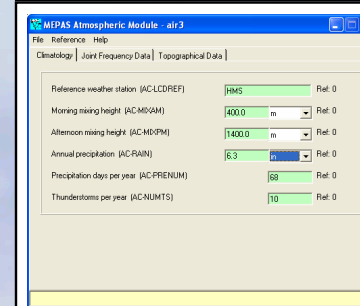 MEPAS Atmospheric Module - air3
File Reference Help
Climatology Joint Frequency Data Topographical Data
Reference weather station (AC-LCDREF) HMS Ref: 0
Morning mixing height (AC-MIXAM) 400.0 m Ref: 0
Afternoon mixing height (AC-MIXPM) 1400.0 m Ref: 0
Annual precipitation (AC-RAIN) 6.3 in Ref: 0
Precipitation days per year (AC-PRENUM) 68 Ref: 0
Thunderstorms per year (AC-NUMTS) 10 Ref: 0